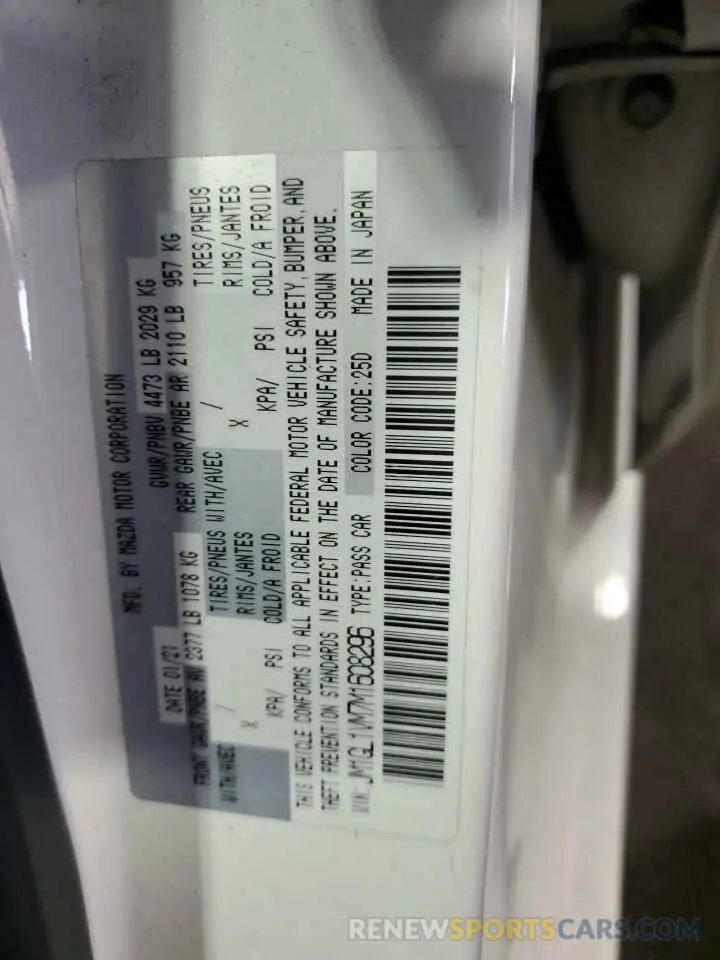 MFD. BY MAZDA MOTOR CORPORATION
DATE 01/21 GVWR/PNBV 4473 LB 2029 KG
FRONT GAWR/PNBE AV 2377 LB 1078 KG REAR GAWR/PNBE AR 2110 LB 957 KG
WITH/AVEC / TIRES/PNEUS WITH/AVEC / TIRES/PNEUS
X RIMS/JANTES X RIMS/JANTES
KPA/ PSI COLD/A FROID KPA/ PSI COLD/A FROID
THIS VEHICLE CONFORMS TO ALL APPLICABLE FEDERAL MOTOR VEHICLE SAFETY, BUMPER, AND
THEFT PREVENTION STANDARDS IN EFFECT ON THE DATE OF MANUFACTURE SHOWN ABOVE.
VIN: JM1GL1VM7M1608296 TYPE:PASS CAR COLOR CODE:25D MADE IN JAPAN
RENEWSPORTSCARS.COM